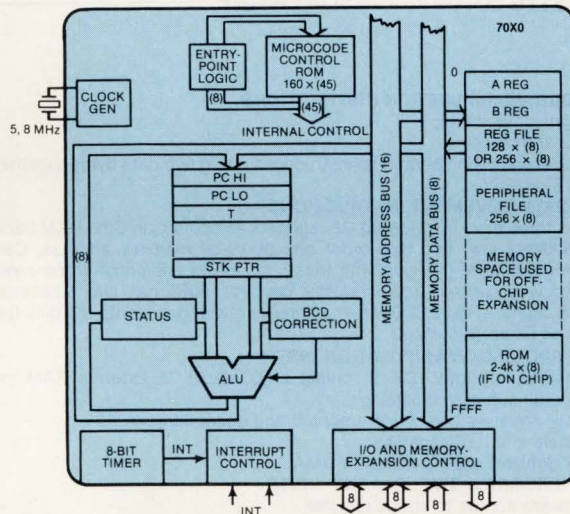 70X0
ENTRY-
POINT
LOGIC
MICROCODE
CONTROL
ROM
160 × (45)
(8)
(45)
INTERNAL CONTROL
CLOCK
GEN
5, 8 MHz
0
A REG
B REG
REG FILE
128 × (8)
OR 256 × (8)
PERIPHERAL
FILE
256 × (8)
MEMORY
SPACE USED
FOR OFF-
CHIP
EXPANSION
ROM
2-4k × (8)
(IF ON CHIP)
FFFF
MEMORY ADDRESS BUS (16)
MEMORY DATA BUS (8)
PC HI
PC LO
T
STK PTR
(8)
STATUS
BCD
CORRECTION
ALU
8-BIT
TIMER
INT
INTERRUPT
CONTROL
INT
I/O AND MEMORY-
EXPANSION CONTROL
8
8
8
8